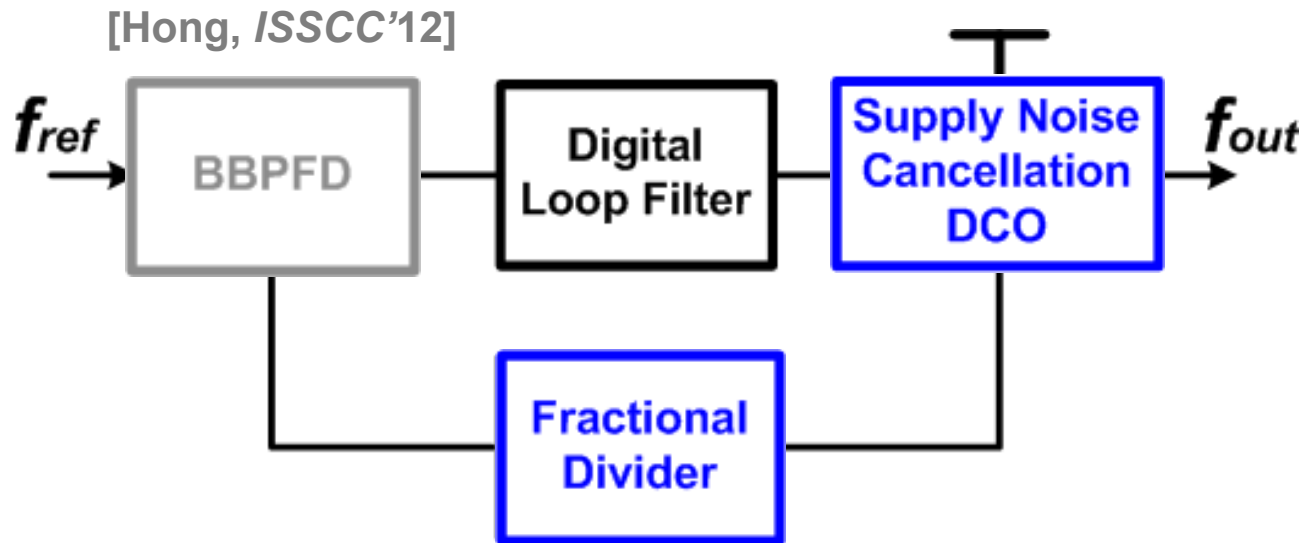 [Hong, ISSCC'12]
fref
BBPFD
Digital
Loop Filter
Supply Noise
Cancellation
DCO
fout
Fractional
Divider